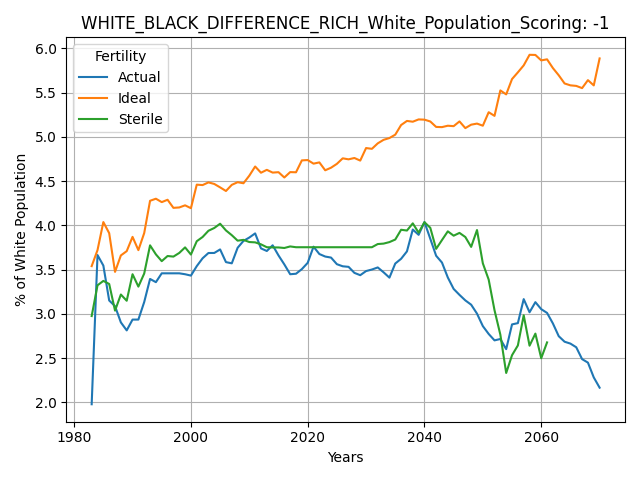 WHITE_BLACK_DIFFERENCE_RICH_White_Population_Scoring: -1
Fertility
Actual
Ideal
Sterile
% of White Population
6.0
5.5
5.0
4.5
4.0
3.5
3.0
2.5
2.0
1980 2000 2020 2040 2060
Years